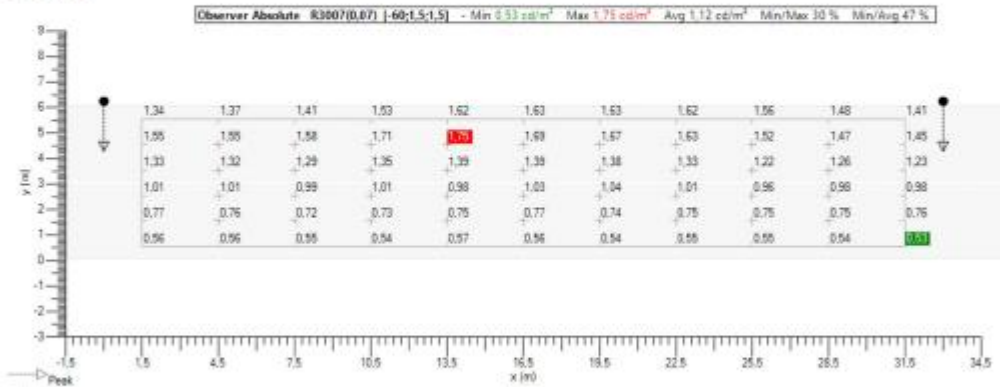 Observer Absolute R3007(0,07) [-60;1,5;1,5] - Min 0,53 cd/m² Max 1,75 cd/m² Avg 1,12 cd/m² Min/Max 30 % Min/Avg 47 %
9
8
7
6
1,34 1,37 1,41 1,53 1,62 1,63 1,63 1,62 1,56 1,48 1,41
5
1,55 1,55 1,58 1,71 1,75 1,69 1,67 1,63 1,52 1,47 1,45
4
1,33 1,32 1,29 1,35 1,39 1,39 1,38 1,33 1,22 1,26 1,23
y (m)
3
1,01 1,01 0,99 1,01 0,98 1,03 1,04 1,01 0,96 0,96 0,98
2
0,77 0,76 0,72 0,73 0,75 0,77 0,74 0,75 0,75 0,75 0,76
1
0,56 0,56 0,55 0,54 0,57 0,56 0,54 0,55 0,55 0,54 0,53
0
-1
-2
-3
-1,5 1,5 4,5 7,5 10,5 13,5 16,5 19,5 22,5 25,5 28,5 31,5 34,5
x (m)
Peak